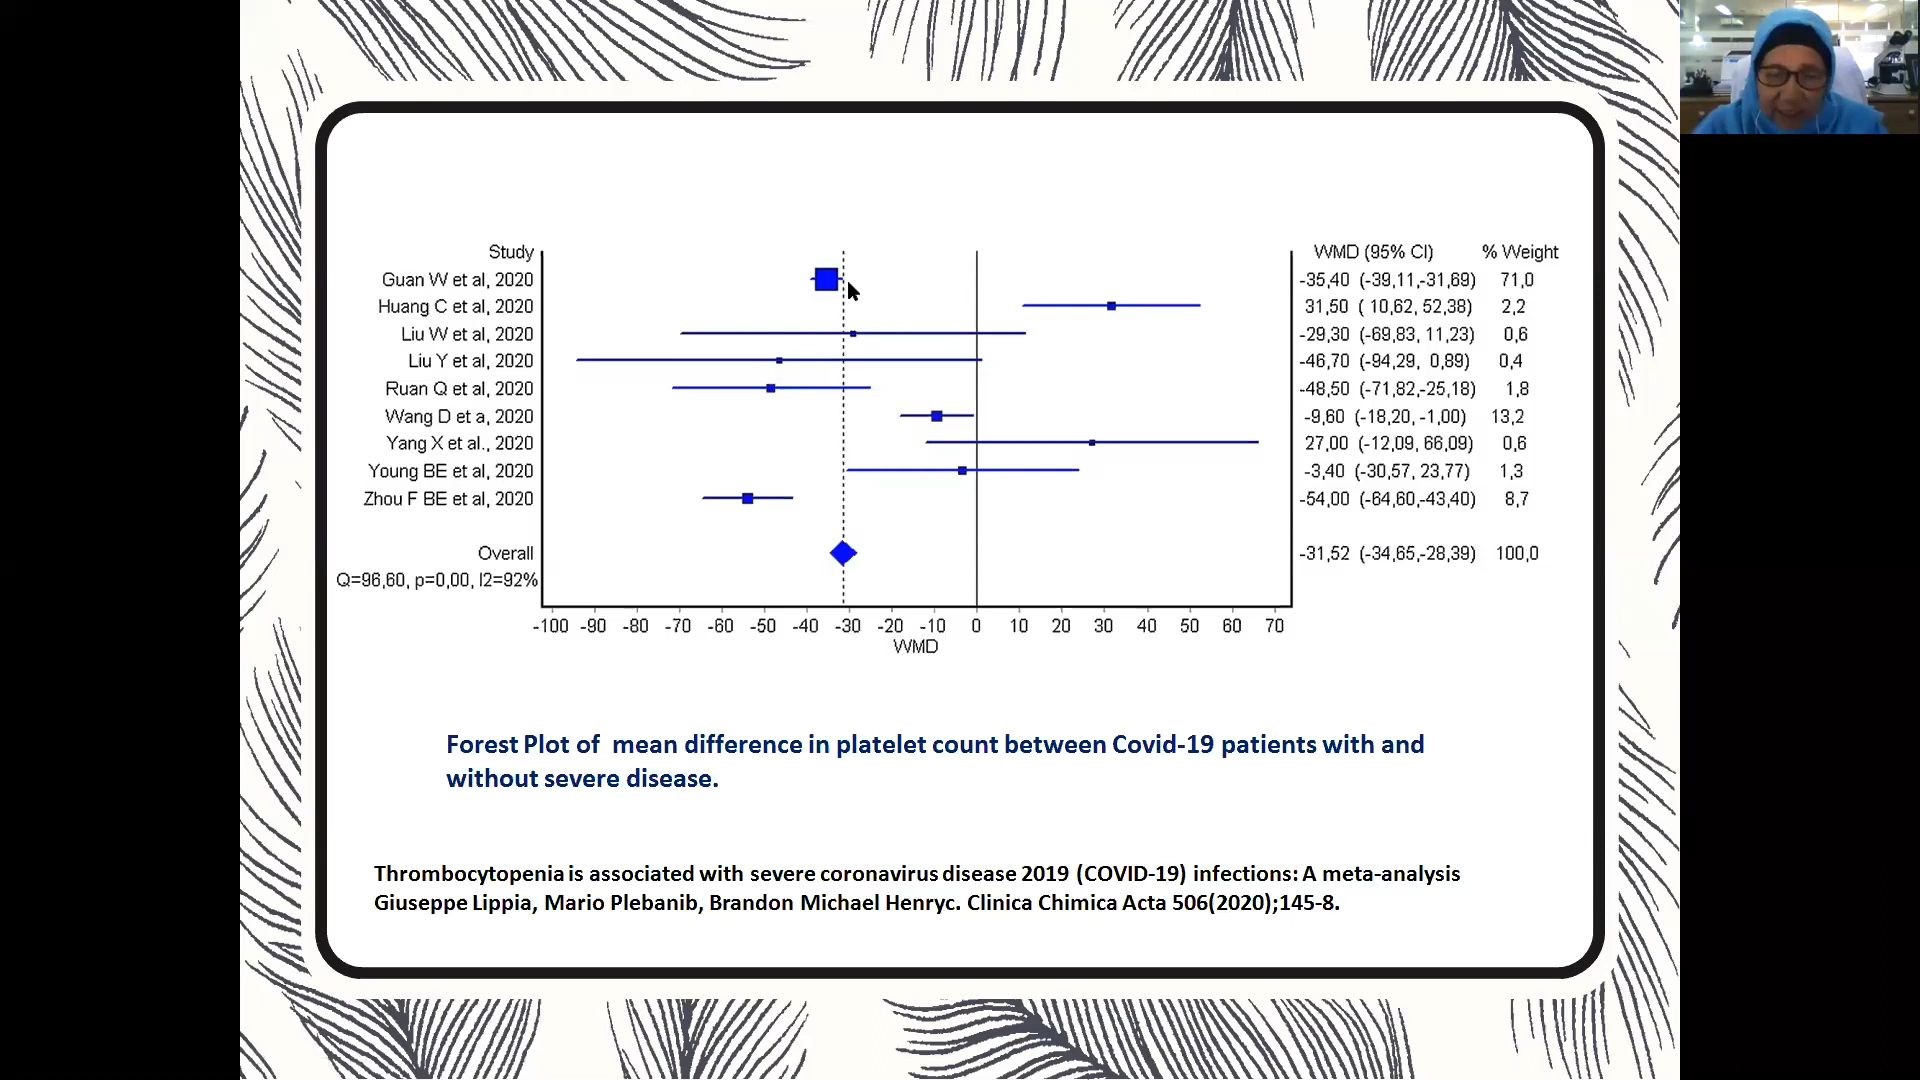 Study WMD (95% CI) % Weight
Guan W et al, 2020 -35,40 (-39,11,-31,69) 71,0
Huang C et al, 2020 31,50 ( 10,62, 52,38) 2,2
Liu W et al, 2020 -29,30 (-69,83, 11,23) 0,6
Liu Y et al, 2020 -46,70 (-94,29, 0,89) 0,4
Ruan Q et al, 2020 -48,50 (-71,82,-25,18) 1,8
Wang D et a, 2020 -9,60 (-18,20, -1,00) 13,2
Yang X et al., 2020 27,00 (-12,09, 66,09) 0,6
Young BE et al, 2020 -3,40 (-30,57, 23,77) 1,3
Zhou F BE et al, 2020 -54,00 (-64,60,-43,40) 8,7
Overall -31,52 (-34,65,-28,39) 100,0
Q=96,60, p=0,00, I2=92%
-100 -90 -80 -70 -60 -50 -40 -30 -20 -10 0 10 20 30 40 50 60 70
WMD
Forest Plot of mean difference in platelet count between Covid-19 patients with and
without severe disease.
Thrombocytopenia is associated with severe coronavirus disease 2019 (COVID-19) infections: A meta-analysis
Giuseppe Lippia, Mario Plebanib, Brandon Michael Henryc. Clinica Chimica Acta 506(2020);145-8.